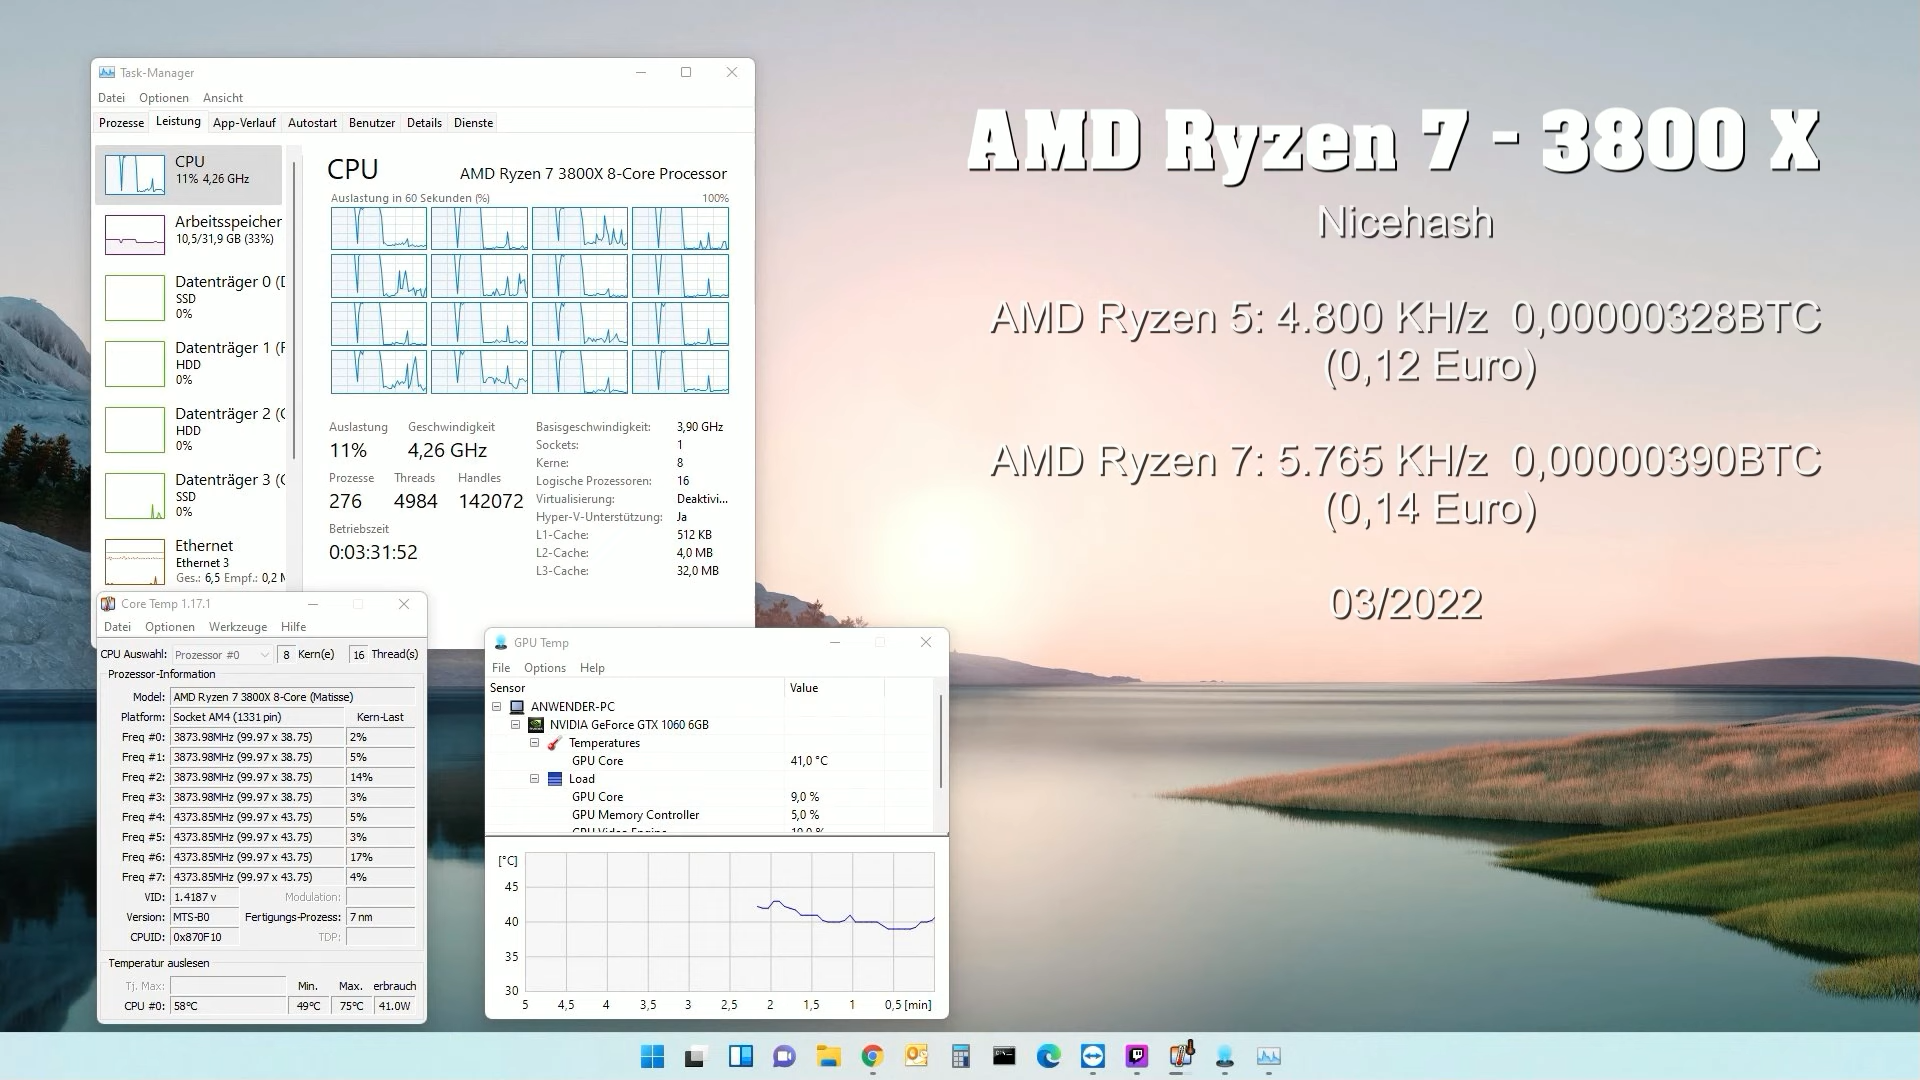 Task-Manager
Datei Optionen Ansicht
Prozesse Leistung App-Verlauf Autostart Benutzer Details Dienste
CPU
11% 4,26 GHz
Arbeitsspeicher
10,5/31,9 GB (33%)
Datenträger 0 (
SSD
0%
Datenträger 1 (
HDD
0%
Datenträger 2 (
HDD
0%
Datenträger 3 (
SSD
0%
Ethernet
Ethernet 3
Ges.: 6,5 Empf.: 0,2
CPU AMD Ryzen 7 3800X 8-Core Processor
Auslastung in 60 Sekunden (%) 100%
Auslastung Geschwindigkeit
11% 4,26 GHz
Prozesse Threads Handles
276 4984 142072
Betriebszeit
0:03:31:52
Basisgeschwindigkeit: 3,90 GHz
Sockets: 1
Kerne: 8
Logische Prozessoren: 16
Virtualisierung: Deaktivi...
Hyper-V-Unterstützung: Ja
L1-Cache: 512 KB
L2-Cache: 4,0 MB
L3-Cache: 32,0 MB
AMD Ryzen 7 - 3800 X
Nicehash
AMD Ryzen 5: 4.800 KH/z 0,00000328BTC
(0,12 Euro)
AMD Ryzen 7: 5.765 KH/z 0,00000390BTC
(0,14 Euro)
03/2022
Core Temp 1.17.1
Datei Optionen Werkzeuge Hilfe
CPU Auswahl: Prozessor #0 8 Kern(e) 16 Thread(s)
Prozessor-Information
Model: AMD Ryzen 7 3800X 8-Core (Matisse)
Platform: Socket AM4 (1331 pin) Kern-Last
Freq #0: 3873.98MHz (99.97 x 38.75) 2%
Freq #1: 3873.98MHz (99.97 x 38.75) 5%
Freq #2: 3873.98MHz (99.97 x 38.75) 14%
Freq #3: 3873.98MHz (99.97 x 38.75) 3%
Freq #4: 4373.85MHz (99.97 x 43.75) 5%
Freq #5: 4373.85MHz (99.97 x 43.75) 3%
Freq #6: 4373.85MHz (99.97 x 43.75) 17%
Freq #7: 4373.85MHz (99.97 x 43.75) 4%
VID: 1.4187 v Modulation:
Version: MTS-B0 Fertigungs-Prozess: 7 nm
CPUID: 0x870F10 TDP:
Temperatur auslesen
Tj. Max: Min. Max. erbrauch
CPU #0: 58°C 49°C 75°C 41.0W
GPU Temp
File Options Help
Sensor Value
ANWENDER-PC
NVIDIA GeForce GTX 1060 6GB
Temperatures
GPU Core 41,0 °C
Load
GPU Core 9,0 %
GPU Memory Controller 5,0 %
GPU Video Engine 10,0 %
[°C]
45
40
35
30
5 4,5 4 3,5 3 2,5 2 1,5 1 0,5 [min]